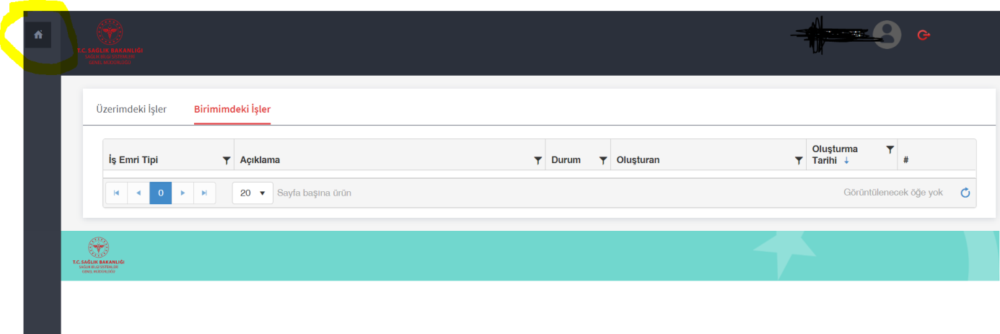 T.C. SAĞLIK BAKANLIĞI
SAĞLIK BİLGİ SİSTEMLERİ
GENEL MÜDÜRLÜĞÜ
Üzerimdeki İşler
Birimimdeki İşler
İş Emri Tipi
Açıklama
Durum
Oluşturan
Oluşturma
Tarihi
#
0
20
Sayfa başına ürün
Görüntülenecek öğe yok
T.C. SAĞLIK BAKANLIĞI
SAĞLIK BİLGİ SİSTEMLERİ
GENEL MÜDÜRLÜĞÜ